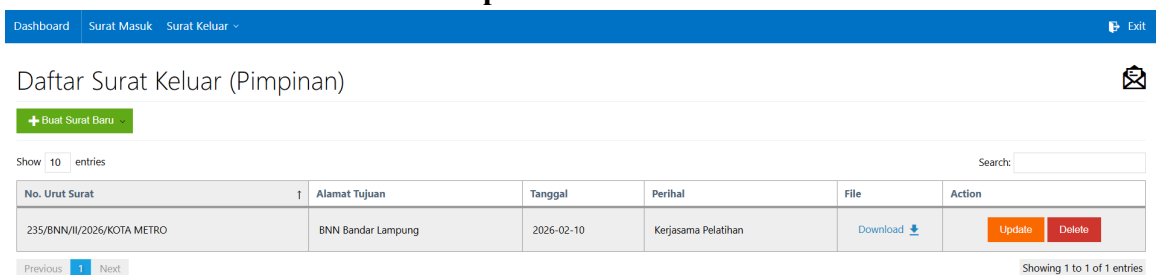 Dashboard Surat Masuk Surat Keluar Exit
Daftar Surat Keluar (Pimpinan)
Buat Surat Baru
Show 10 entries Search:
No. Urut Surat ↑ Alamat Tujuan Tanggal Perihal File Action
235/BNN/II/2026/KOTA METRO BNN Bandar Lampung 2026-02-10 Kerjasama Pelatihan Download Update Delete
Previous 1 Next Showing 1 to 1 of 1 entries